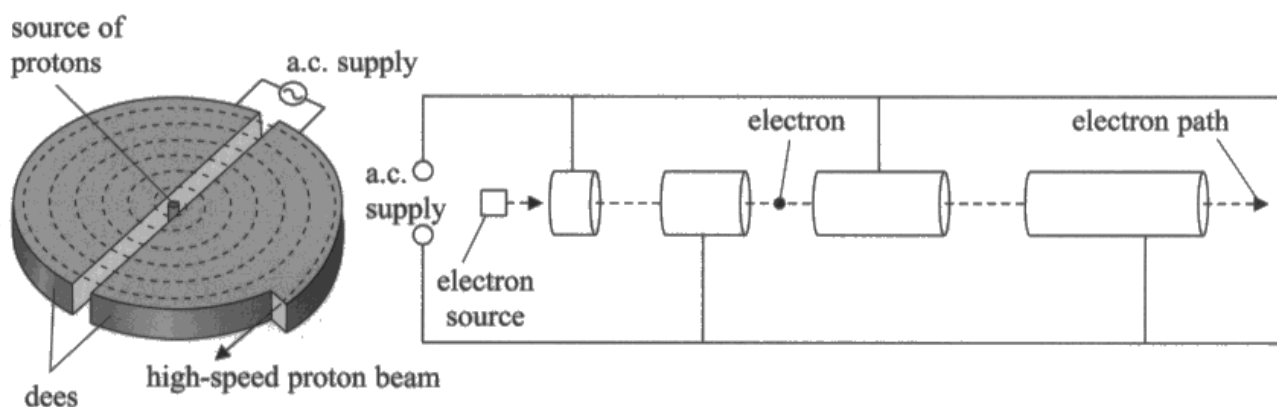 source of
protons
a.c. supply
dees
high-speed proton beam
a.c.
supply
electron
source
electron
electron path